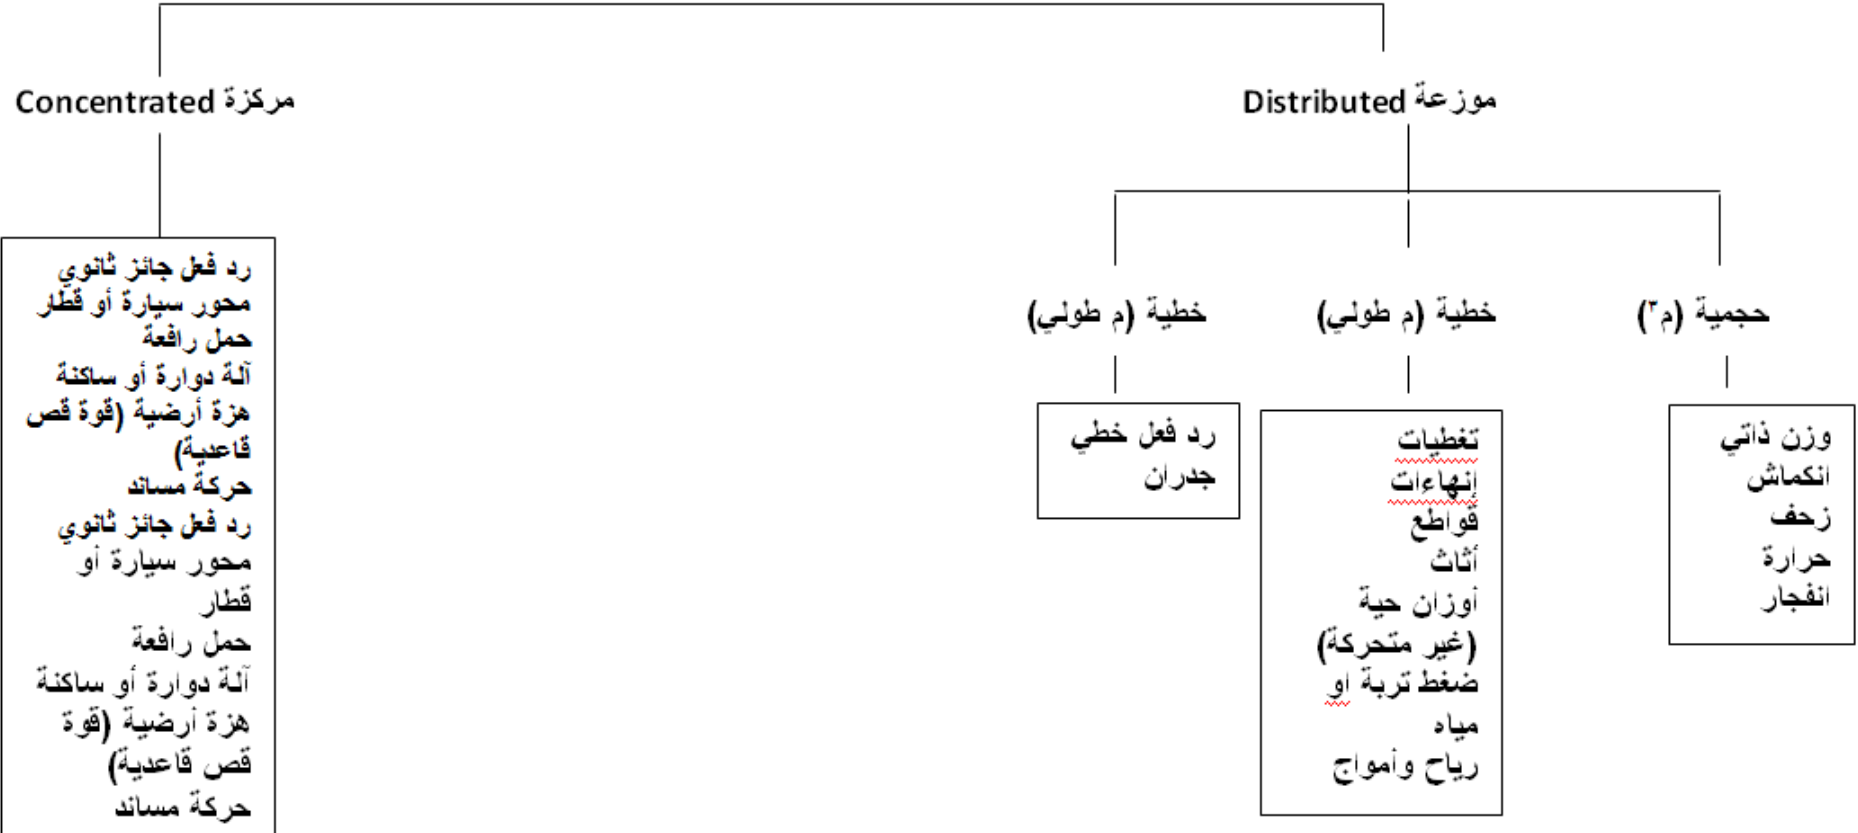 موزعة Distributed
مركزة Concentrated
حجمية (م٣)
خطية (م طولي)
خطية (م طولي)
وزن ذاتي
انكماش
زحف
حرارة
انفجار
تغطيات
إنهاءات
قواطع
أثاث
أوزان حية
(غير متحركة)
ضغط تربة او
مياه
رياح وأمواج
رد فعل خطي
جدران
رد فعل جائز ثانوي
محور سيارة أو قطار
حمل رافعة
آلة دوارة أو ساكنة
هزة أرضية (قوة قص
قاعدية)
حركة مساند
رد فعل جائز ثانوي
محور سيارة أو
قطار
حمل رافعة
آلة دوارة أو ساكنة
هزة أرضية (قوة
قص قاعدية)
حركة مساند